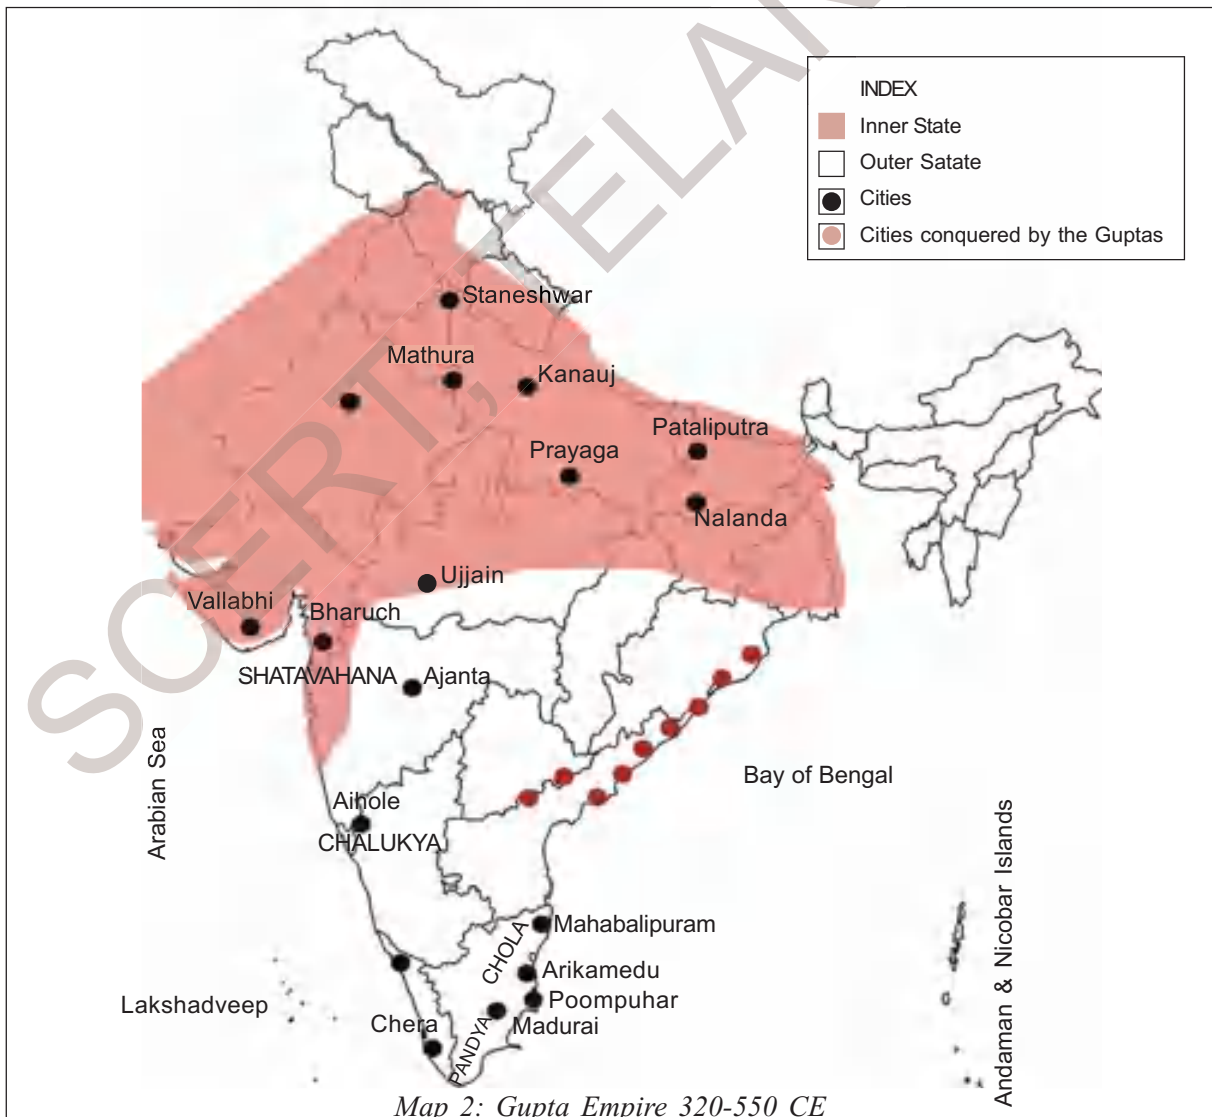 SCERT, TELAN
INDEX
Inner State
Outer Satate
Cities
Cities conquered by the Guptas
Staneshwar
Mathura
Kanauj
Pataliputra
Prayaga
Nalanda
Ujjain
Vallabhi
Bharuch
SHATAVAHANA
Ajanta
Arabian Sea
Bay of Bengal
Aihole
CHALUKYA
Andaman & Nicobar Islands
Mahabalipuram
CHOLA
Arikamedu
Poompuhar
Lakshadveep
Chera
Madurai
PANDYA
Map 2: Gupta Empire 320-550 CE